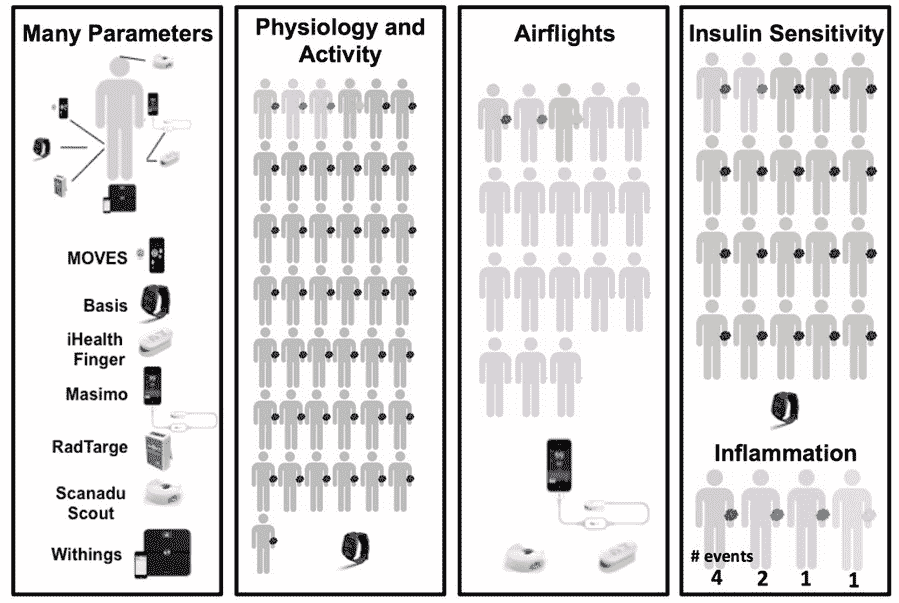 Many Parameters
MOVES
Basis
iHealth
Finger
Masimo
RadTarge
Scanadu
Scout
Withings
Physiology and
Activity
Airflights
Insulin Sensitivity
Inflammation
# events
4 2 1 1